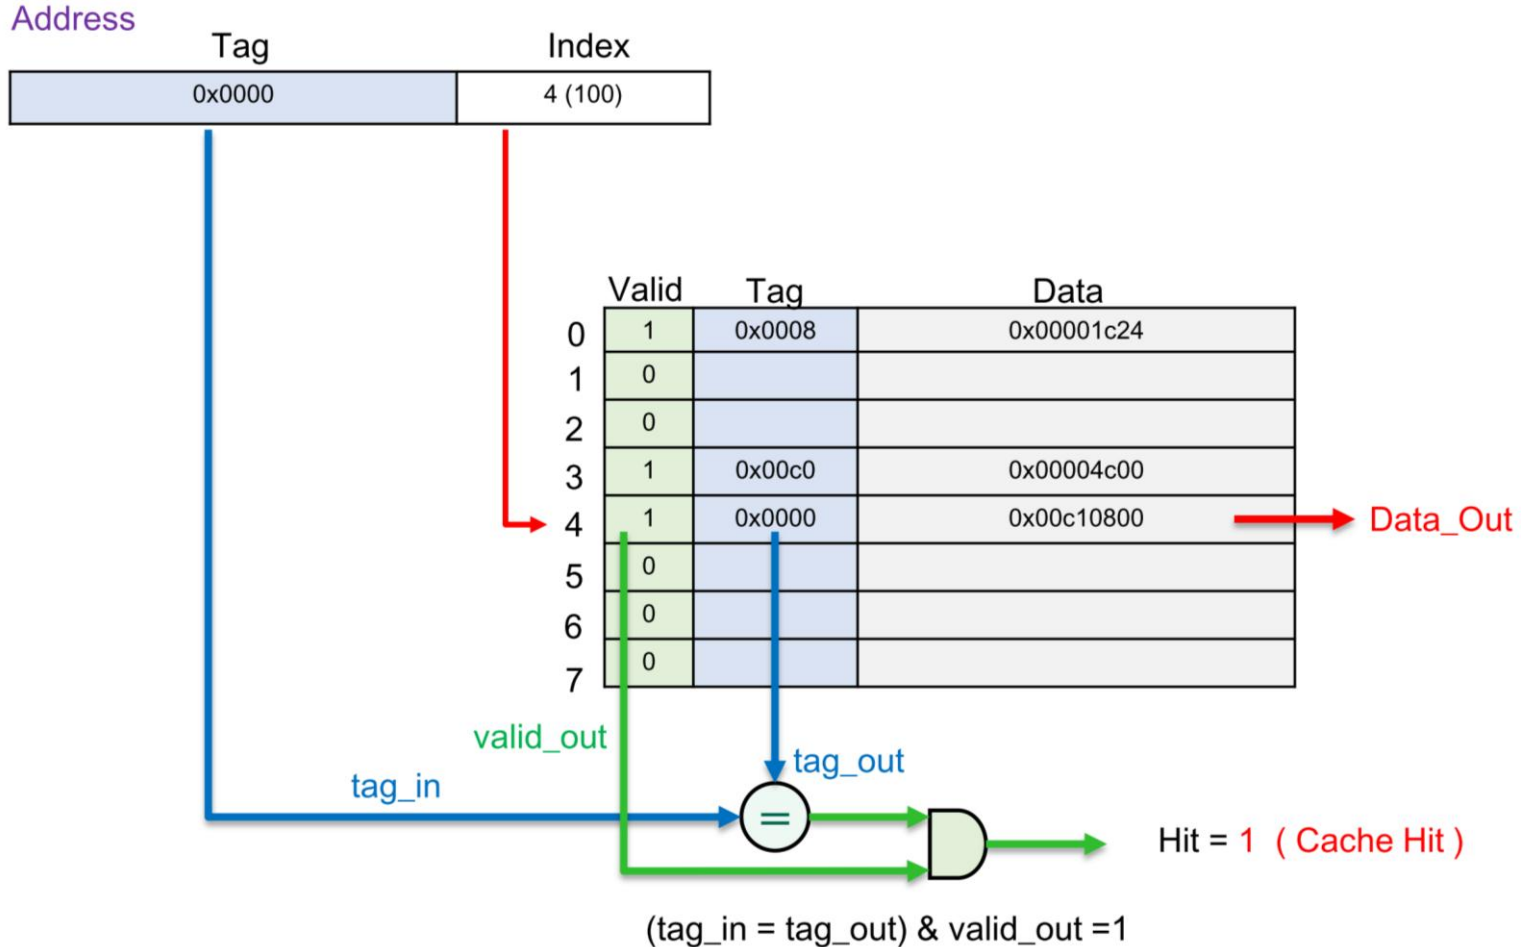 Address
Tag Index
0x0000 4 (100)
Valid Tag Data
0 1 0x0008 0x00001c24
1 0
2 0
3 1 0x00c0 0x00004c00
4 1 0x0000 0x00c10800 Data_Out
5 0
6 0
7 0
valid_out
tag_out
tag_in
=
Hit = 1 ( Cache Hit )
(tag_in = tag_out) & valid_out =1